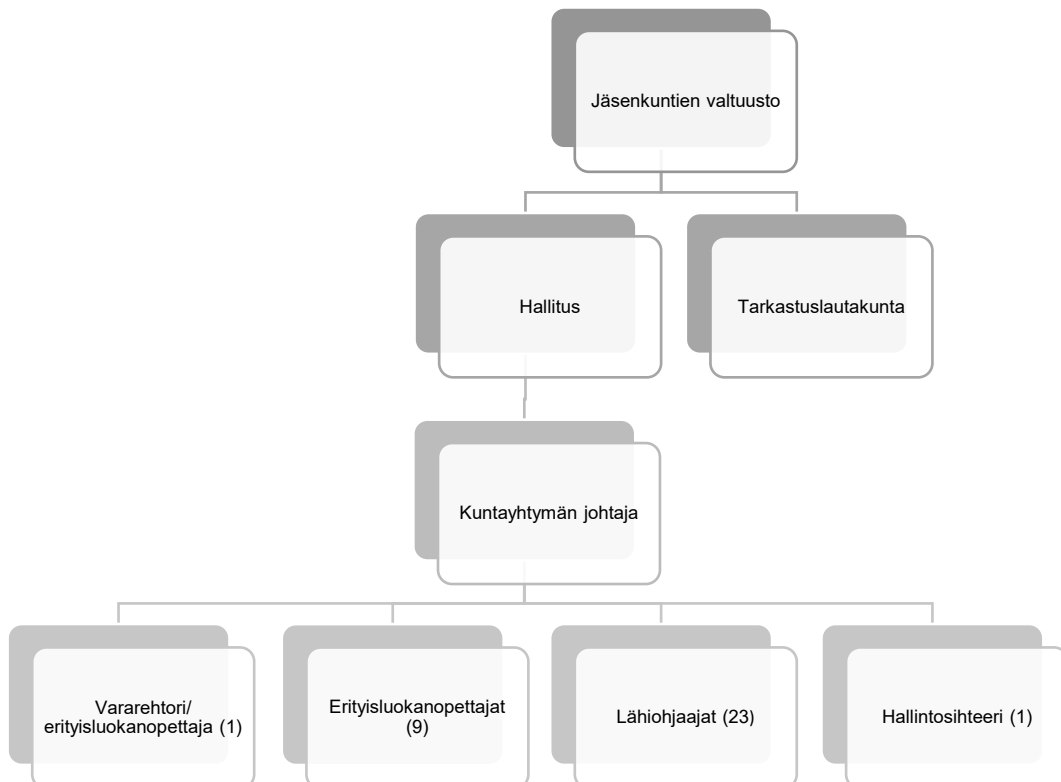 Jäsenkuntien valtuusto
Hallitus
Tarkastuslautakunta
Kuntayhtymän johtaja
Vararehtori/
erityisluokanopettaja (1)
Erityisluokanopettajat
(9)
Lähiohjaajat (23)
Hallintosihteeri (1)